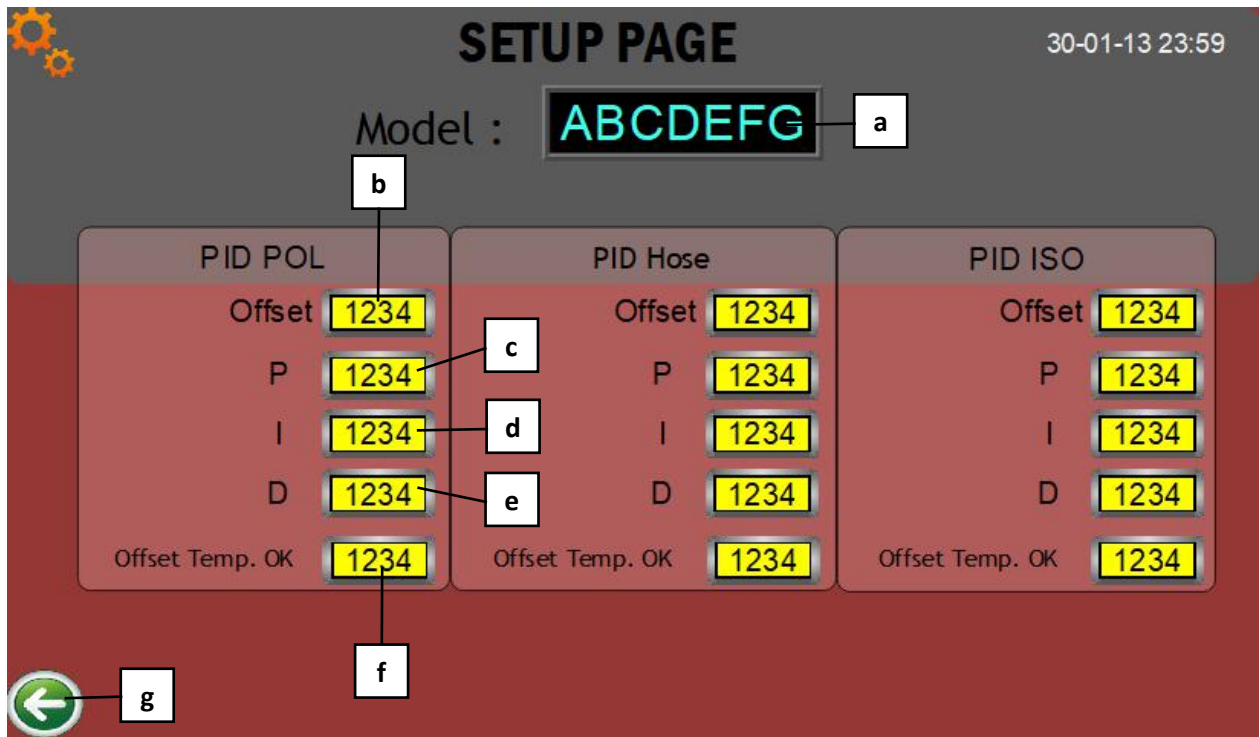 SETUP PAGE
30-01-13 23:59
Model :
ABCDEFG
a
b
PID POL
PID Hose
PID ISO
Offset 1234
Offset 1234
Offset 1234
c
P 1234
P 1234
P 1234
I 1234
d
I 1234
I 1234
D 1234
e
D 1234
D 1234
Offset Temp. OK 1234
Offset Temp. OK 1234
Offset Temp. OK 1234
f
g